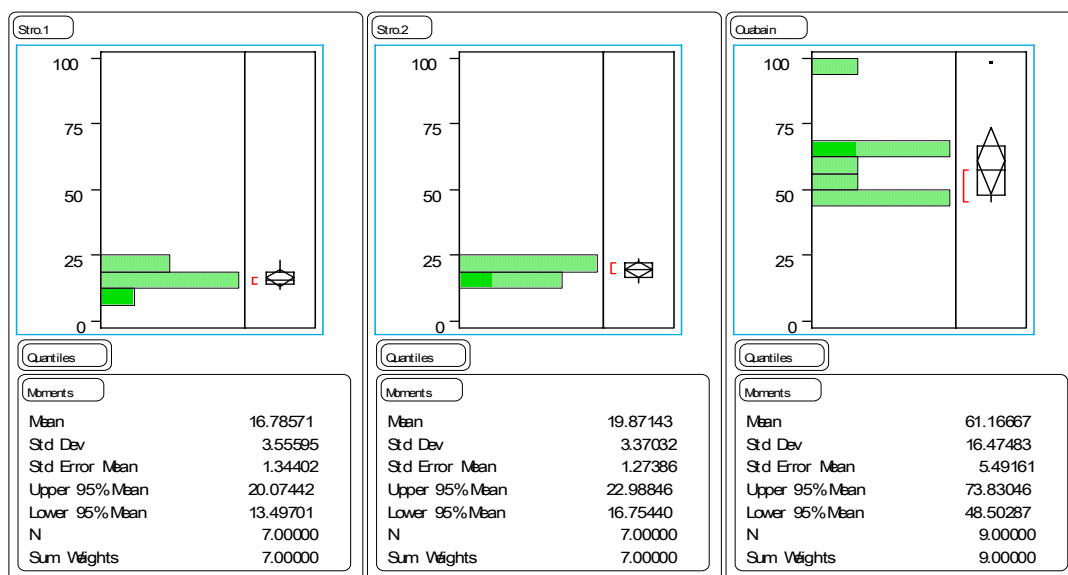 Stro.1
100
75
50
25
0
Quantiles
Moments
Mean 16.78571
Std Dev 3.55595
Std Error Mean 1.34402
Upper 95% Mean 20.07442
Lower 95% Mean 13.49701
N 7.00000
Sum Weights 7.00000
Stro.2
100
75
50
25
0
Quantiles
Moments
Mean 19.87143
Std Dev 3.37032
Std Error Mean 1.27386
Upper 95% Mean 22.98846
Lower 95% Mean 16.75440
N 7.00000
Sum Weights 7.00000
Ouabain
100
75
50
25
0
Quantiles
Moments
Mean 61.16667
Std Dev 16.47483
Std Error Mean 5.49161
Upper 95% Mean 73.83046
Lower 95% Mean 48.50287
N 9.00000
Sum Weights 9.00000